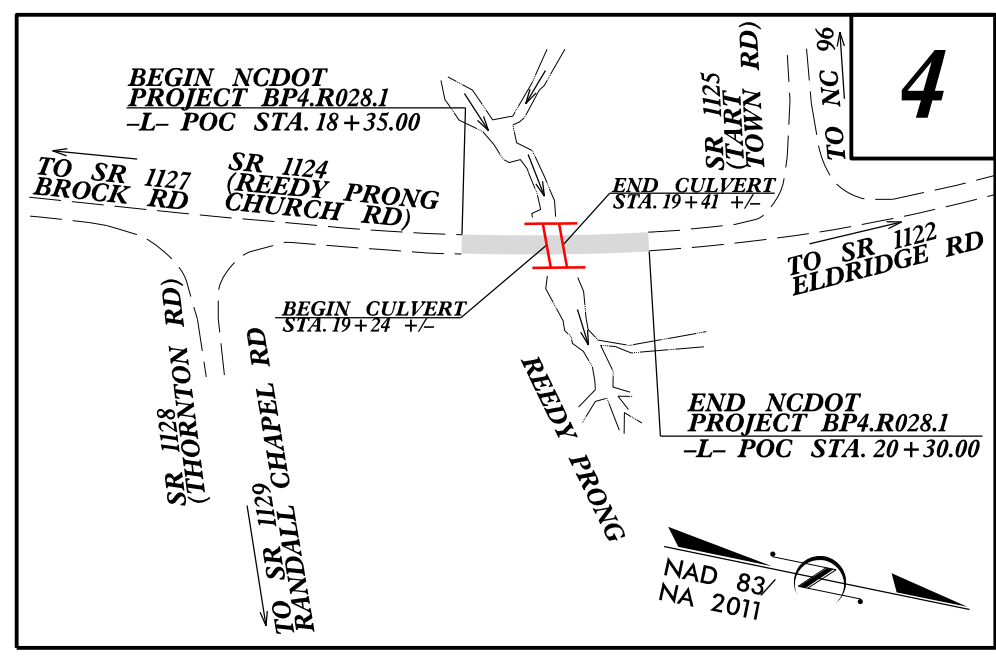 BEGIN NCDOT
PROJECT BP4.R028.1
–L– POC STA. 18+35.00
TO SR 1127
BROCK RD
SR 1124
(REEDY PRONG
CHURCH RD)
SR 1125
(TART
TOWN RD)
TO NC 96
4
END CULVERT
STA. 19+41 +/–
TO SR 1122
ELDRIDGE RD
BEGIN CULVERT
STA. 19+24 +/–
SR 1128
(THORNTON RD)
TO SR 1129
RANDALL CHAPEL RD
REEDY PRONG
END NCDOT
PROJECT BP4.R028.1
–L– POC STA. 20+30.00
NAD 83/
NA 2011